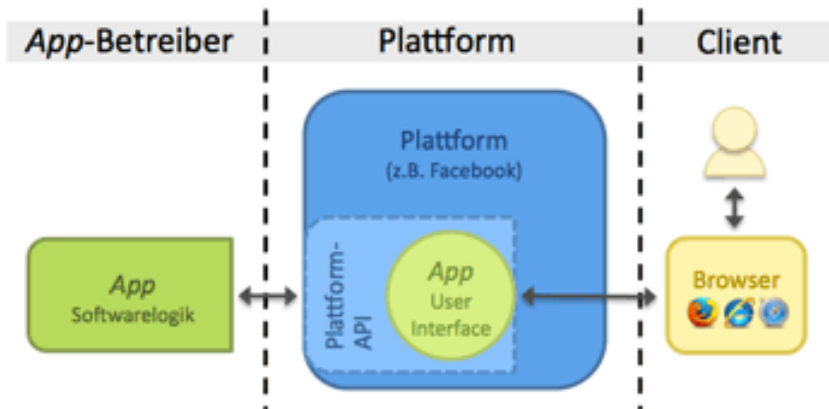 App-Betreiber
Plattform
Client
Plattform
(z.B. Facebook)
App
Softwarelogik
Plattform-
API
App
User
Interface
Browser